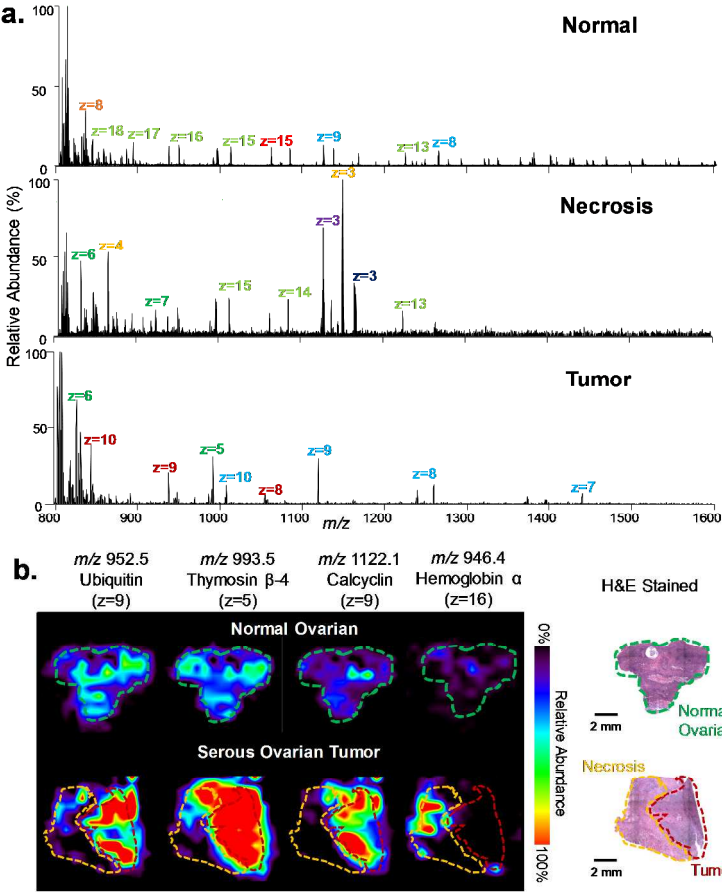 a.
100
Normal
50
0
z=8
z=18
z=17
z=16
z=15
z=15
z=9
z=13
z=8
Relative Abundance (%)
100
Necrosis
50
0
z=6
z=4
z=7
z=15
z=14
z=3
z=3
z=3
z=13
100
Tumor
50
0
z=6
z=10
z=9
z=5
z=10
z=8
z=9
z=8
z=7
800 900 1000 1100 1200 1300 1400 1500 1600
m/z
b.
m/z 952.5 m/z 993.5 m/z 1122.1 m/z 946.4
Ubiquitin Thymosin β-4 Calcyclin Hemoglobin α
(z=9) (z=5) (z=9) (z=16)
H&E Stained
Normal Ovarian
Serous Ovarian Tumor
0%
Relative Abundance
100%
2 mm
Norma
Ovaria
Necrosis
2 mm
Tum